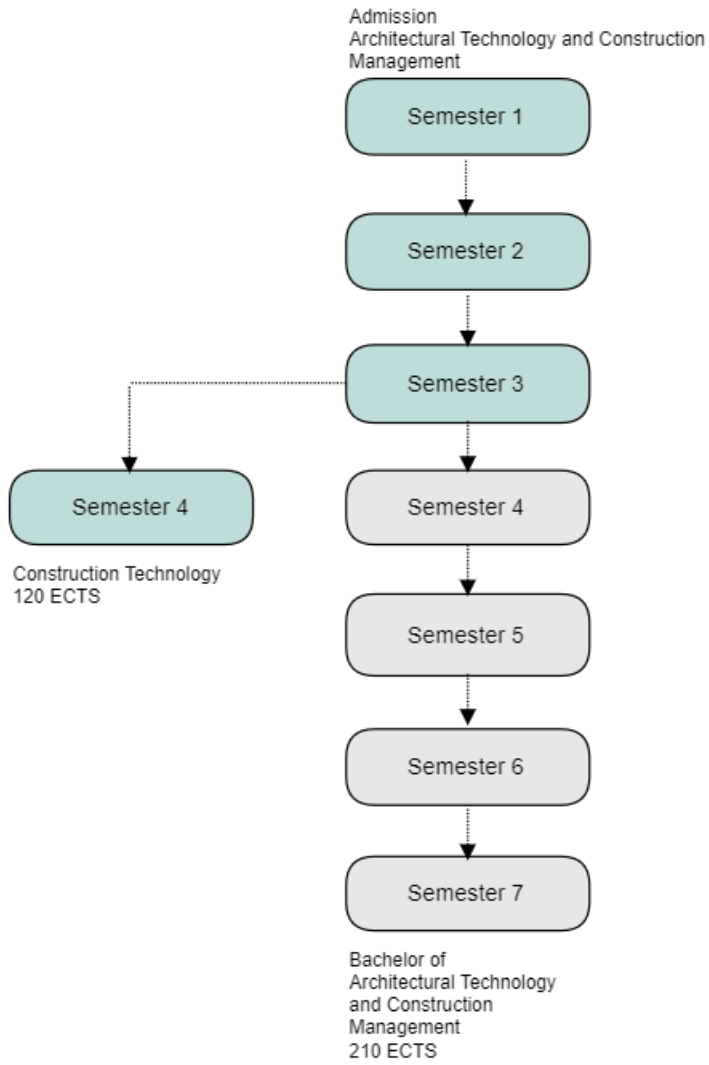 Admission
Architectural Technology and Construction
Management
Semester 1
Semester 2
Semester 3
Semester 4
Semester 4
Construction Technology
120 ECTS
Semester 5
Semester 6
Semester 7
Bachelor of
Architectural Technology
and Construction
Management
210 ECTS